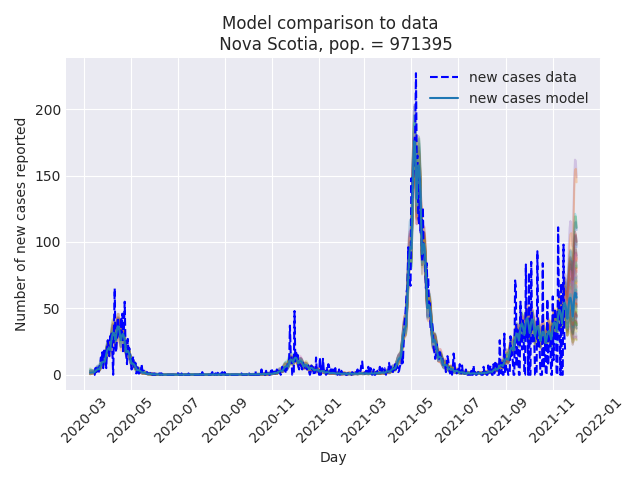 Model comparison to data
Nova Scotia, pop. = 971395
new cases data
new cases model
Number of new cases reported
200
150
100
50
0
2020-03
2020-05
2020-07
2020-09
2020-11
2021-01
2021-03
2021-05
2021-07
2021-09
2021-11
2022-01
Day